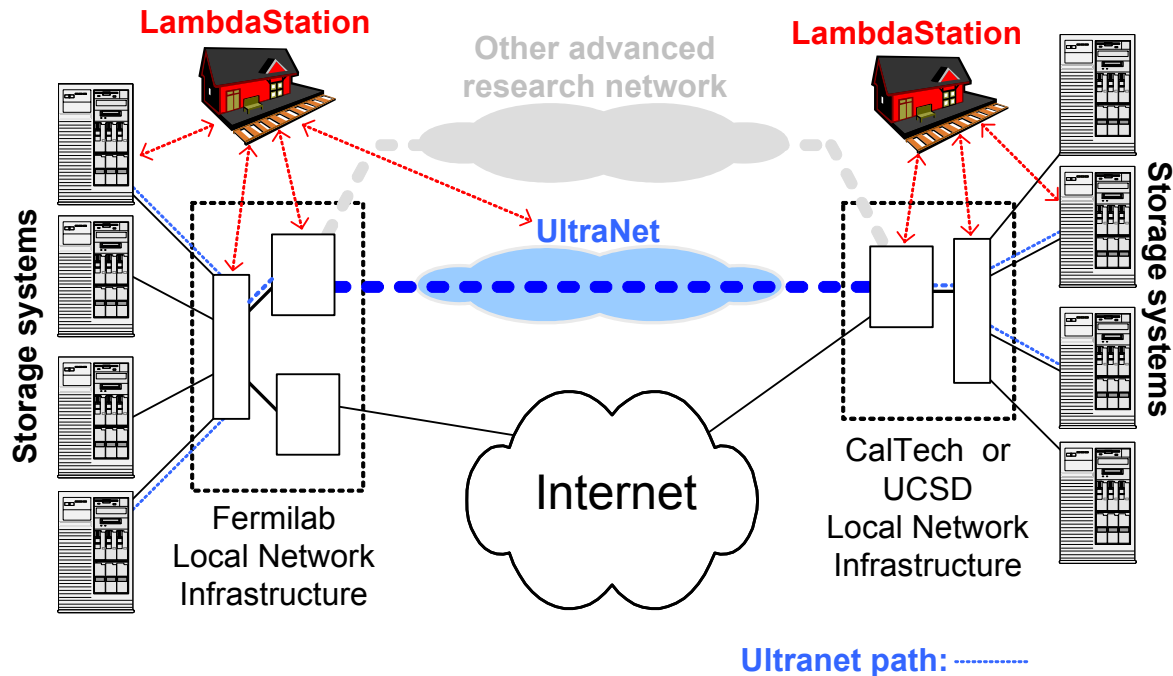 LambdaStation
LambdaStation
Other advanced
research network
Storage systems
Storage systems
UltraNet
Internet
Fermilab
Local Network
Infrastructure
CalTech or
UCSD
Local Network
Infrastructure
Ultranet path: